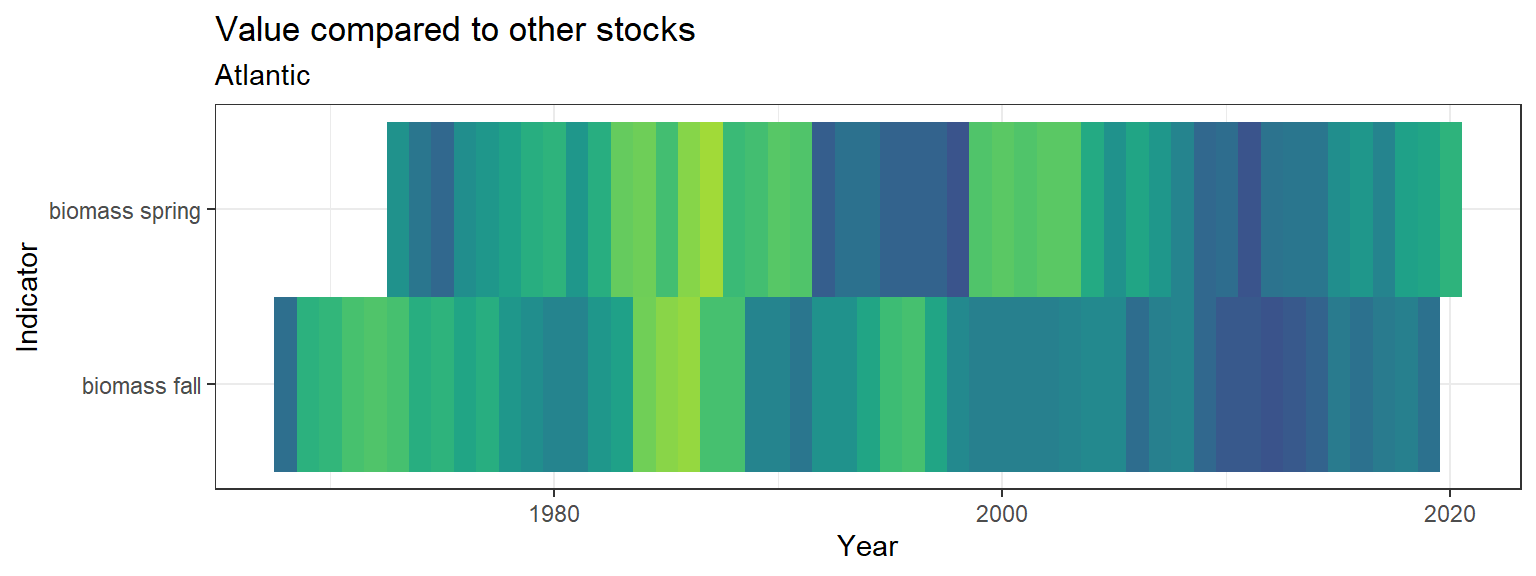 Value compared to other stocks
Atlantic
Indicator
biomass spring
biomass fall
1980 2000 2020
Year